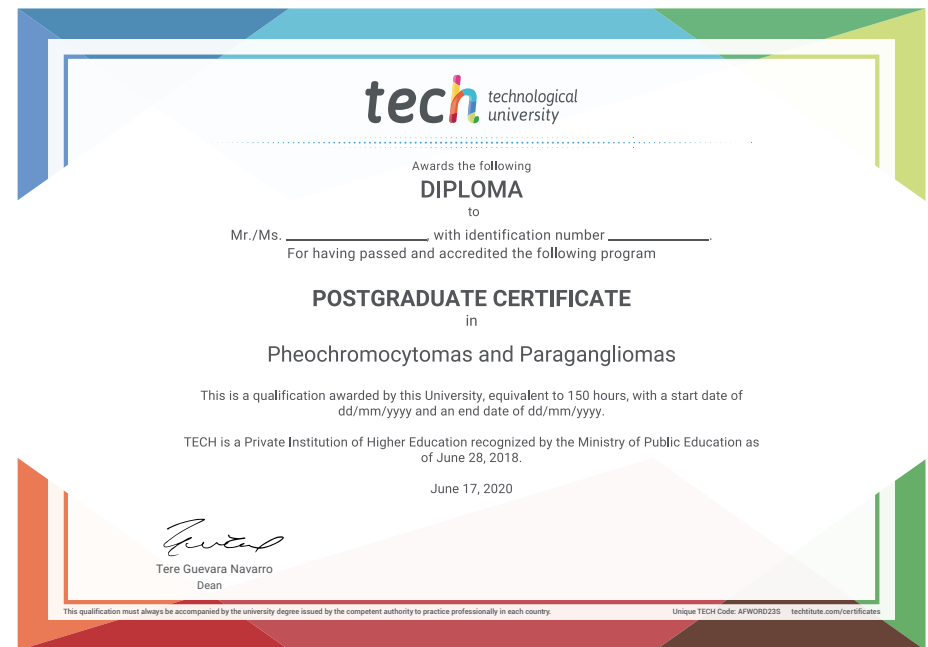 tech technological
university
Awards the following
DIPLOMA
to
Mr./Ms. ____________________, with identification number ______________.
For having passed and accredited the following program
POSTGRADUATE CERTIFICATE
in
Pheochromocytomas and Paragangliomas
This is a qualification awarded by this University, equivalent to 150 hours, with a start date of
dd/mm/yyyy and an end date of dd/mm/yyyy.
TECH is a Private Institution of Higher Education recognized by the Ministry of Public Education as
of June 28, 2018.
June 17, 2020
Tere Guevara Navarro
Dean
This qualification must always be accompanied by the university degree issued by the competent authority to practice professionally in each country. Unique TECH Code: AFWORD23S techtitute.com/certificates